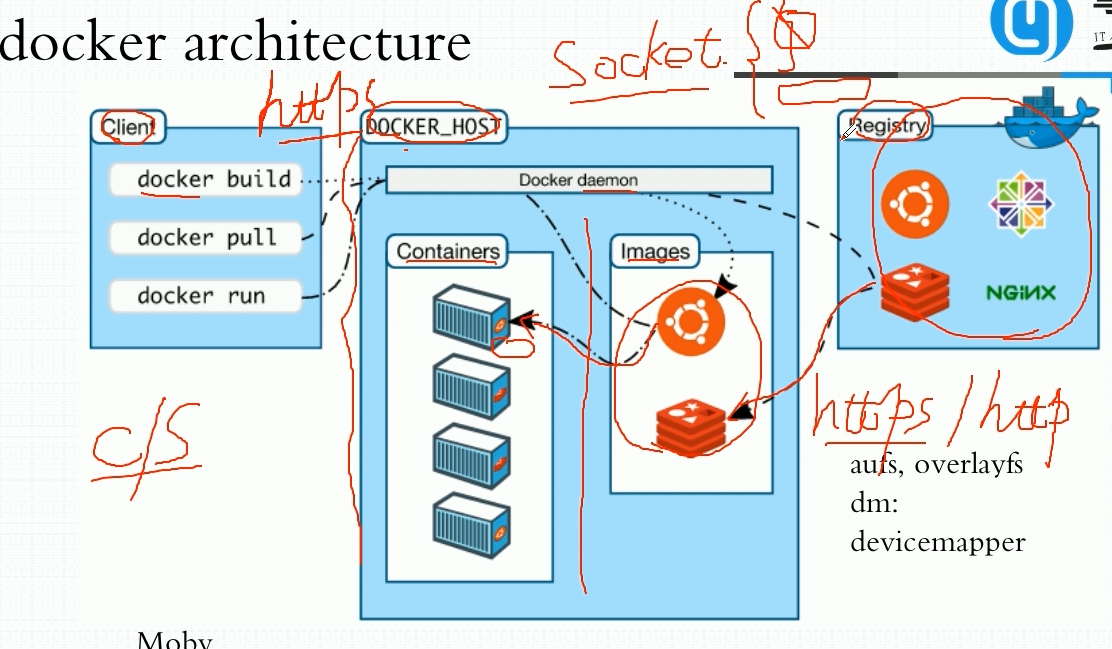 docker architecture
Socket.
https
Client
DOCKER_HOST
Registry
docker build
Docker daemon
docker pull
Containers
Images
docker run
NGiNX
https / http
C/S
aufs, overlayfs
dm:
devicemapper
Moby